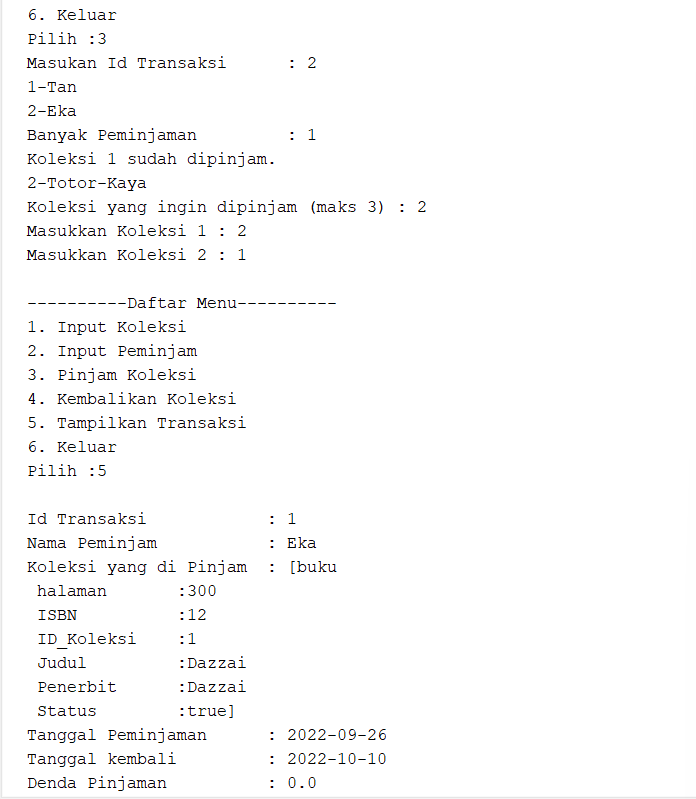 6. Keluar
Pilih :3
Masukan Id Transaksi      : 2
1-Tan
2-Eka
Banyak Peminjaman         : 1
Koleksi 1 sudah dipinjam.
2-Totor-Kaya
Koleksi yang ingin dipinjam (maks 3) : 2
Masukkan Koleksi 1 : 2
Masukkan Koleksi 2 : 1
----------Daftar Menu----------
1. Input Koleksi
2. Input Peminjam
3. Pinjam Koleksi
4. Kembalikan Koleksi
5. Tampilkan Transaksi
6. Keluar
Pilih :5
Id Transaksi            : 1
Nama Peminjam           : Eka
Koleksi yang di Pinjam  : [buku
 halaman       :300
 ISBN          :12
 ID_Koleksi    :1
 Judul         :Dazzai
 Penerbit      :Dazzai
 Status        :true]
Tanggal Peminjaman      : 2022-09-26
Tanggal kembali         : 2022-10-10
Denda Pinjaman          : 0.0